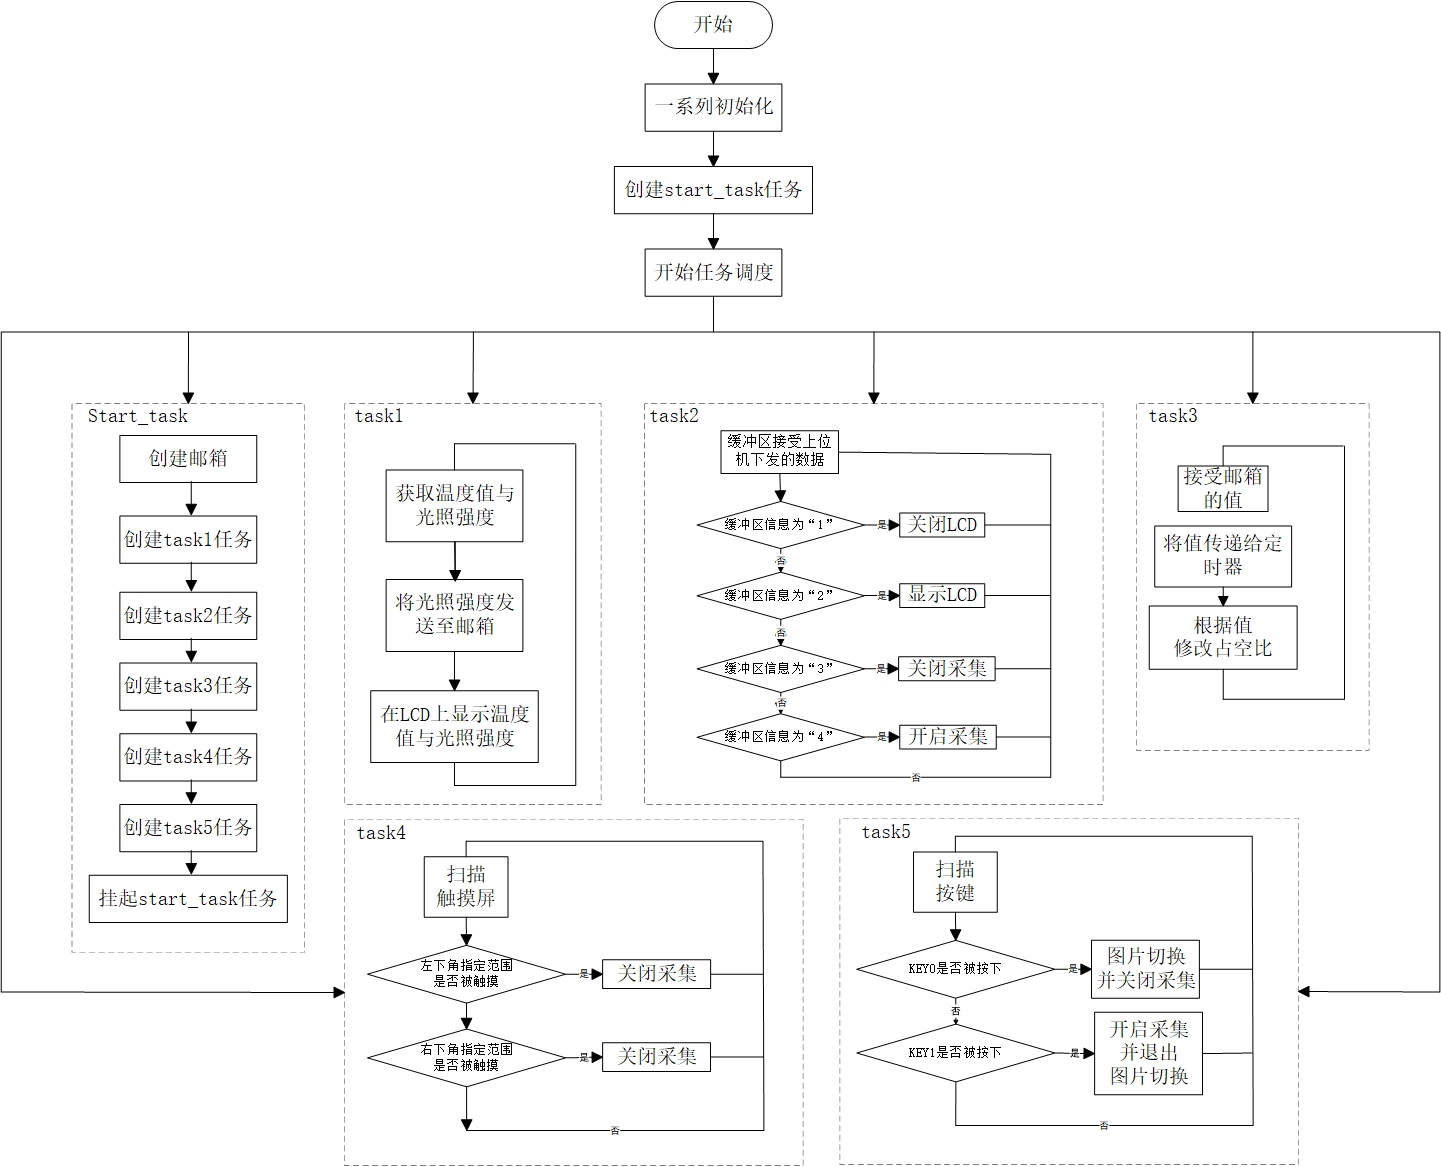 开始
一系列初始化
创建start_task任务
开始任务调度
Start_task
创建邮箱
创建task1任务
创建task2任务
创建task3任务
创建task4任务
创建task5任务
挂起start_task任务
task1
获取温度值与
光照强度
将光照强度发
送至邮箱
在LCD上显示温度
值与光照强度
task2
缓冲区接受上位
机下发的数据
缓冲区信息为“1”
是
关闭LCD
否
缓冲区信息为“2”
是
显示LCD
否
缓冲区信息为“3”
是
关闭采集
否
缓冲区信息为“4”
是
开启采集
否
task3
接受邮箱
的值
将值传递给定
时器
根据值
修改占空比
task4
扫描
触摸屏
左下角指定范围
是否被触摸
是
关闭采集
右下角指定范围
是否被触摸
是
关闭采集
否
task5
扫描
按键
KEY0是否被按下
是
图片切换
并关闭采集
否
KEY1是否被按下
是
开启采集
并退出
图片切换
否